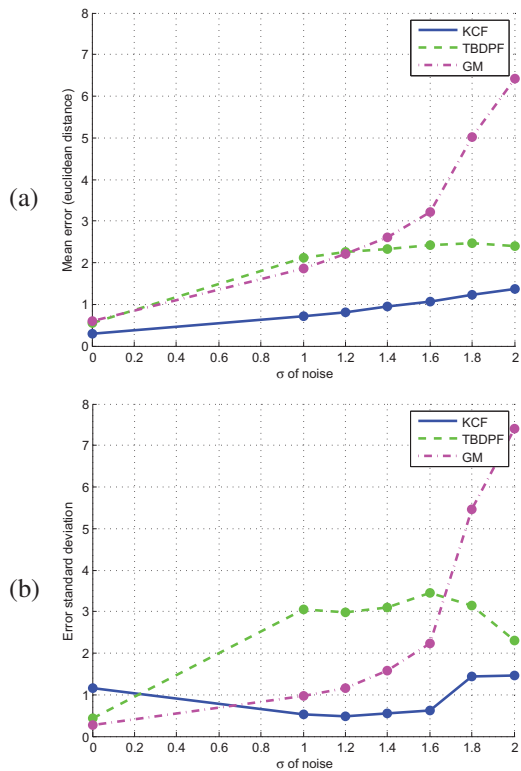 (a)
Mean error (euclidean distance)
8
7
6
5
4
3
2
1
0
0 0.2 0.4 0.6 0.8 1 1.2 1.4 1.6 1.8 2
σ of noise
KCF
TBDPF
GM
(b)
Error standard deviation
8
7
6
5
4
3
2
1
0
0 0.2 0.4 0.6 0.8 1 1.2 1.4 1.6 1.8 2
σ of noise
KCF
TBDPF
GM